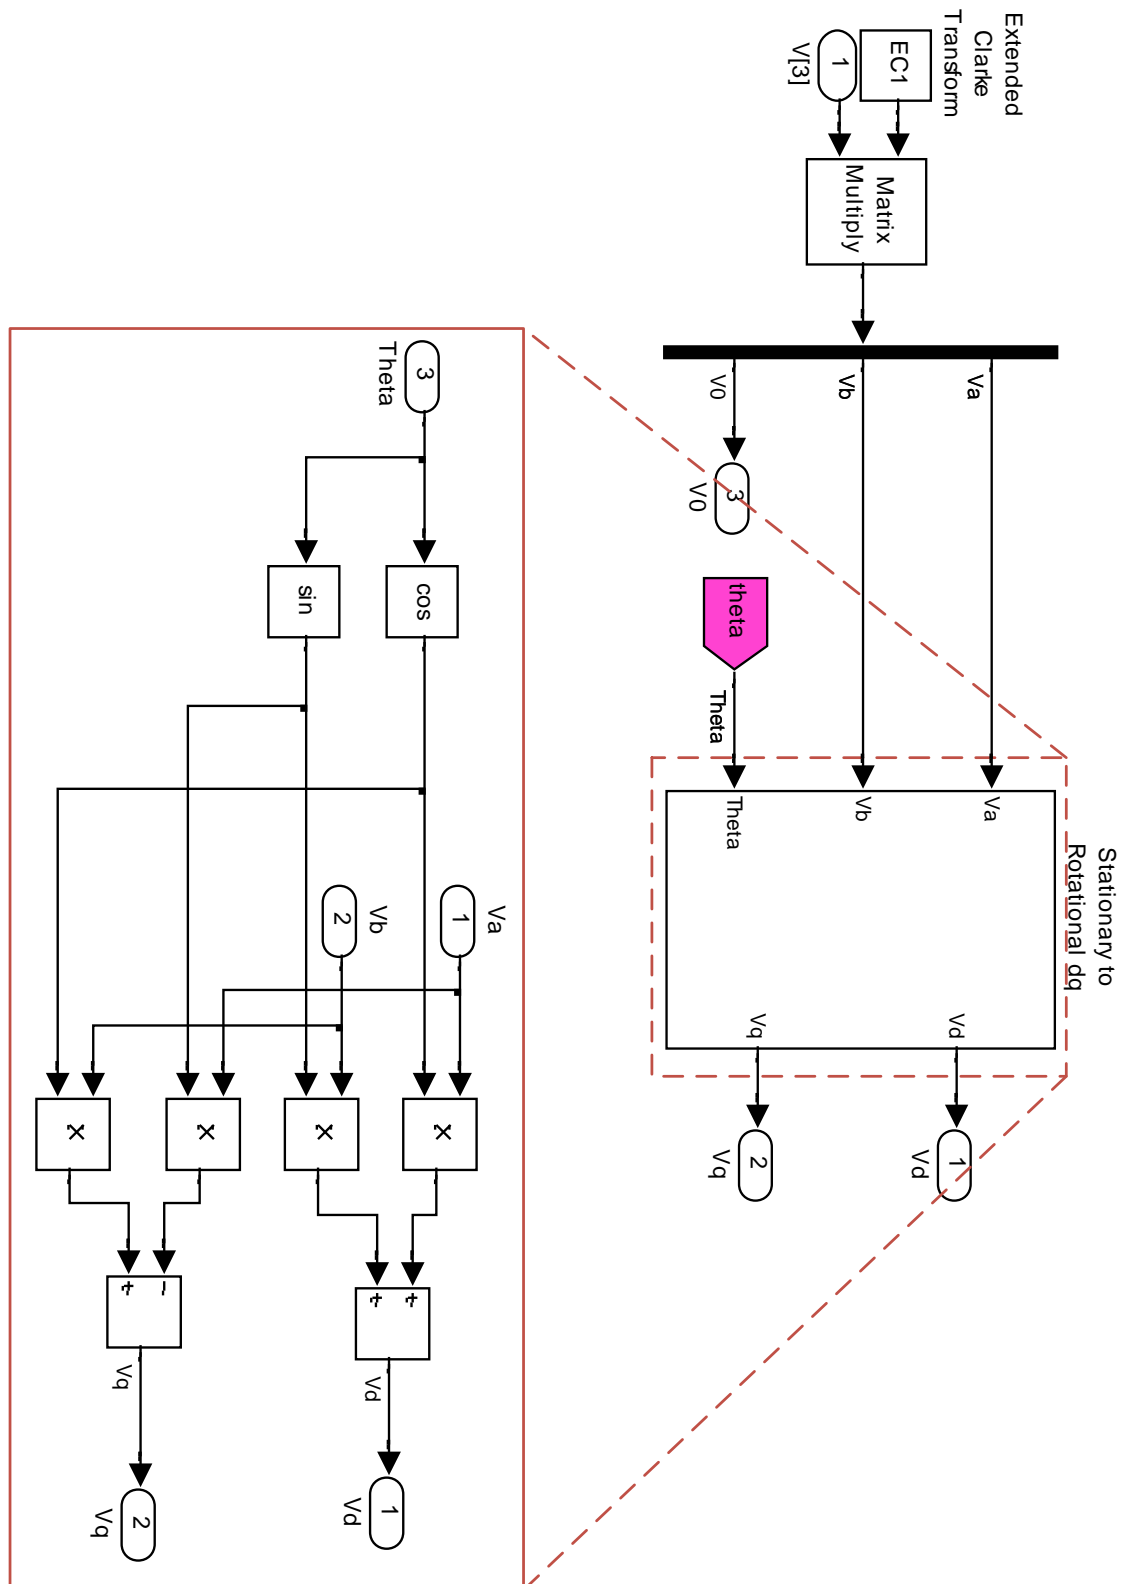 Extended
Clarke
Transform
EC1
1
V[3]
Matrix
Multiply
Va
Vb
V0
3
V0
theta
Theta
Stationary to
Rotational dq
Va
Vb
Theta
Vd
Vq
1
Vd
2
Vq
3
Theta
cos
sin
Va
1
Vb
2
×
×
×
×
+
+
−
+
Vd
Vq
1
Vd
2
Vq